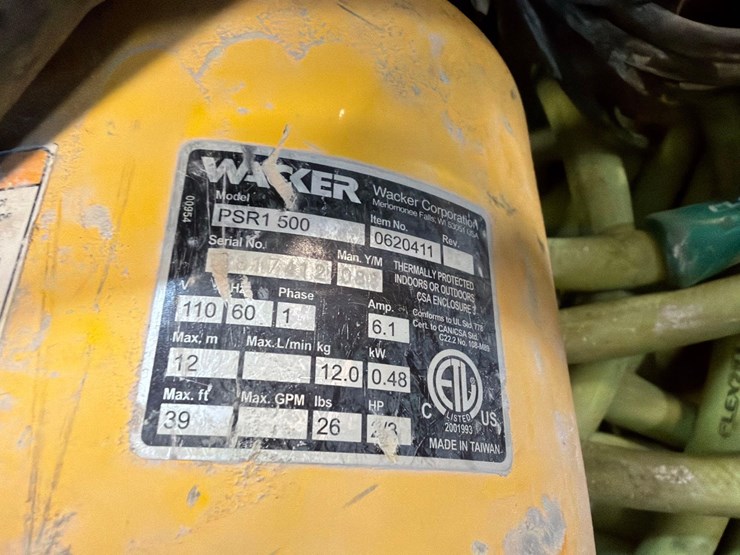 WACKER
Wacker Corporation
Menomonee Falls, WI 53051 USA
00954
Model
PSR1 500
Item No.
0620411
Rev.
Serial No.
Man. Y/M
THERMALLY PROTECTED
INDOORS OR OUTDOORS
CSA ENCLOSURE 3
V Hz Phase
110 60 1
Amp.
6.1
Conforms to UL Std. 778
Cert. to CAN/CSA Std.
C22.2 No. 108-M89
Max. m Max. L/min kg kW
12 12.0 0.48
Max. ft Max. GPM lbs HP
39 26 2/3
ETL
C US
LISTED
2001993
MADE IN TAIWAN